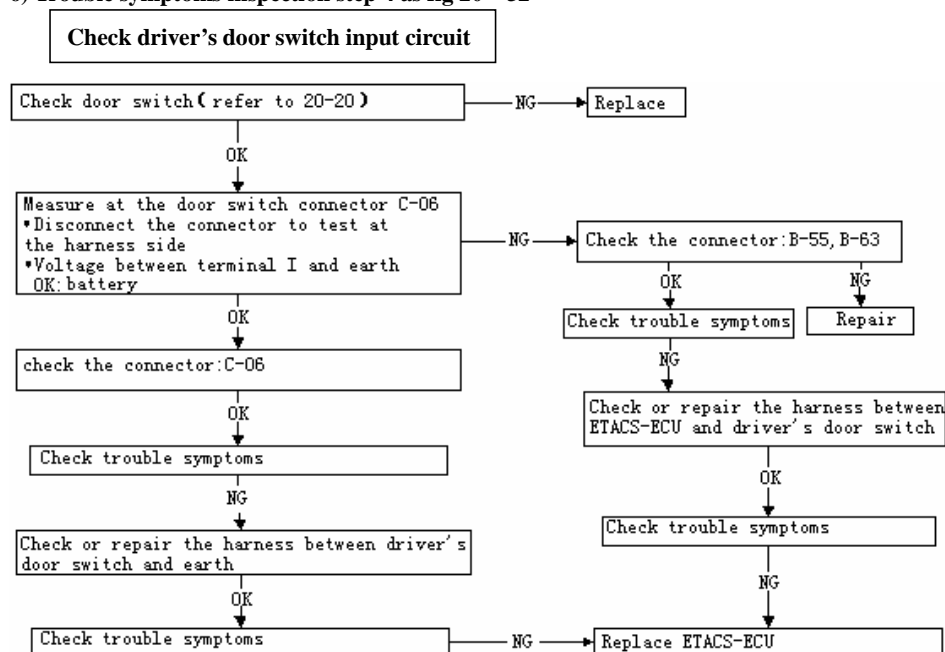 Check driver's door switch input circuit
Check door switch(refer to 20-20)
NG
Replace
OK
Measure at the door switch connector C-06
•Disconnect the connector to test at
the harness side
•Voltage between terminal I and earth
OK:battery
NG
Check the connector:B-55,B-63
OK
NG
Check trouble symptoms
Repair
NG
Check or repair the harness between
ETACS-ECU and driver's door switch
OK
Check trouble symptoms
NG
OK
check the connector:C-06
OK
Check trouble symptoms
NG
Check or repair the harness between driver's
door switch and earth
OK
Check trouble symptoms
NG
Replace ETACS-ECU